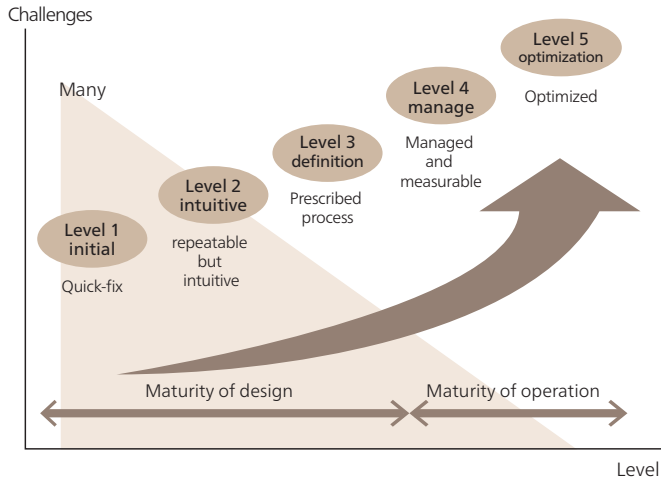 Challenges
Many
Level 5
optimization
Optimized
Level 4
manage
Managed
and
measurable
Level 3
definition
Prescribed
process
Level 2
intuitive
repeatable
but
intuitive
Level 1
initial
Quick-fix
Maturity of design
Maturity of operation
Level